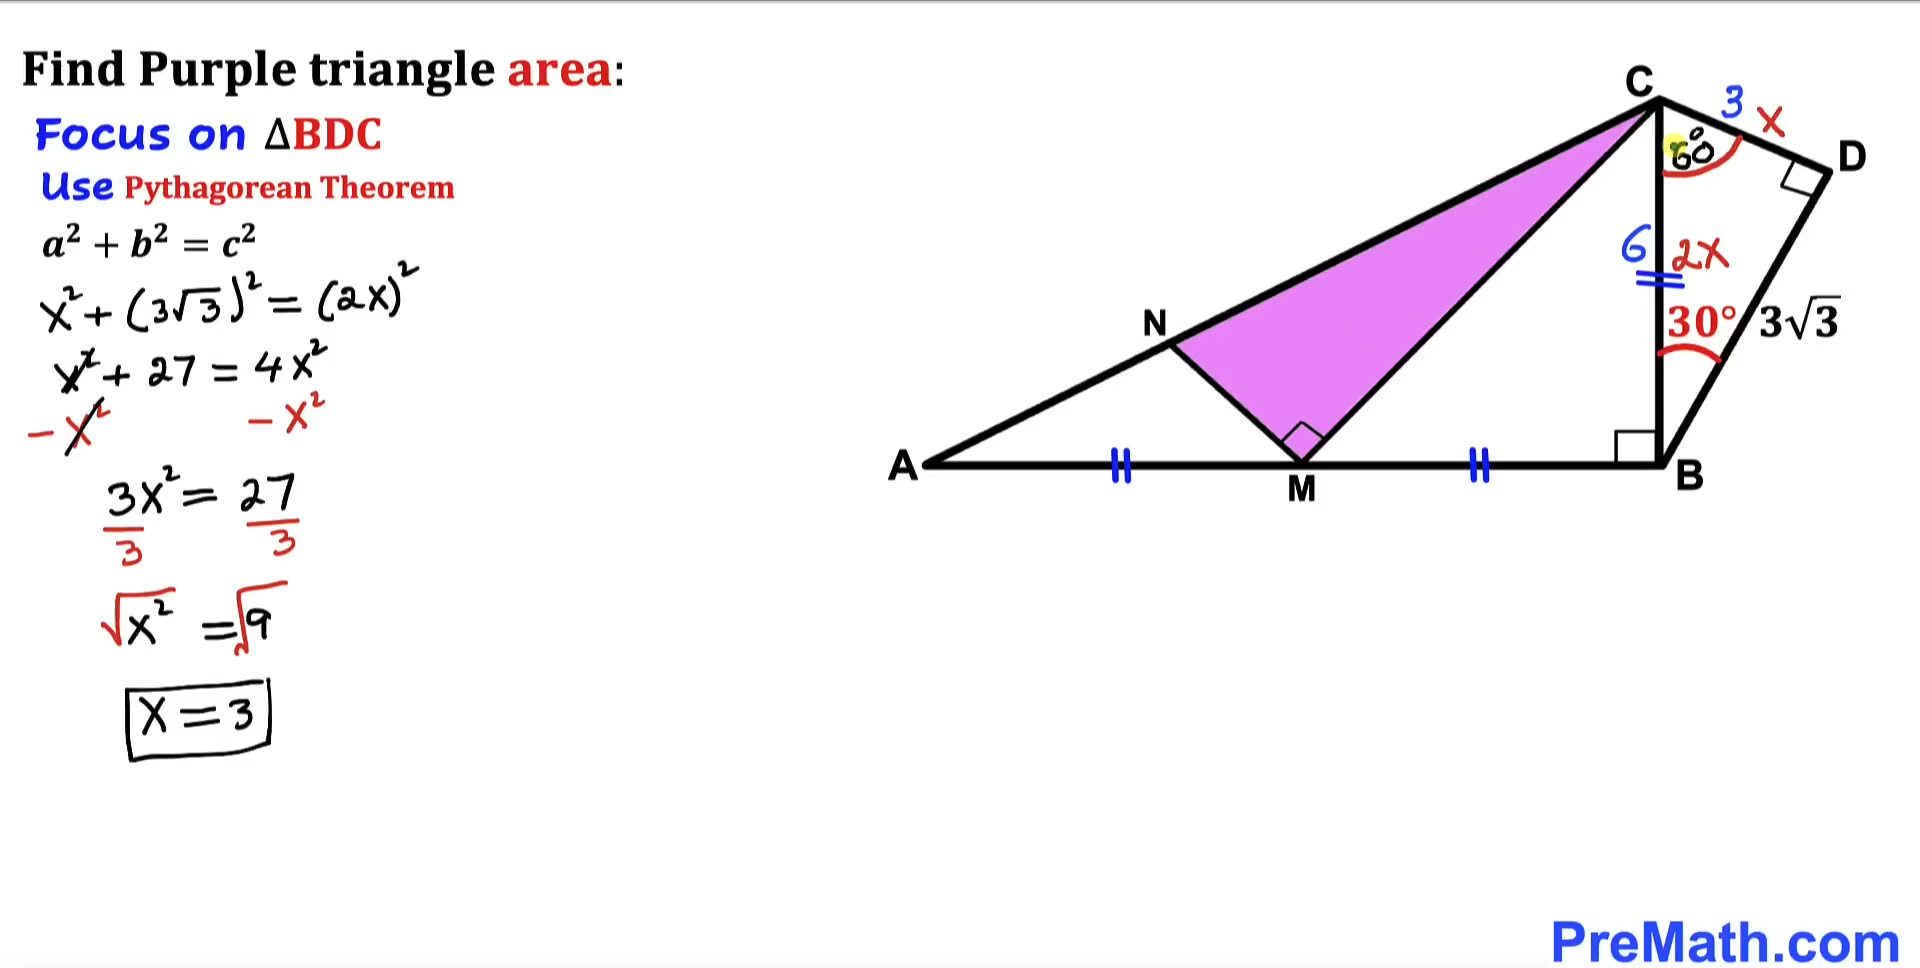 Find Purple triangle area:
Focus on ΔBDC
Use Pythagorean Theorem
a² + b² = c²
x² + (3√3)² = (2x)²
x² + 27 = 4x²
-x² -x²
3x² = 27
3 3
√x² = √9
x = 3
C
3 x
D
60°
6 2x
N
30° 3√3
A
M
B
PreMath.com